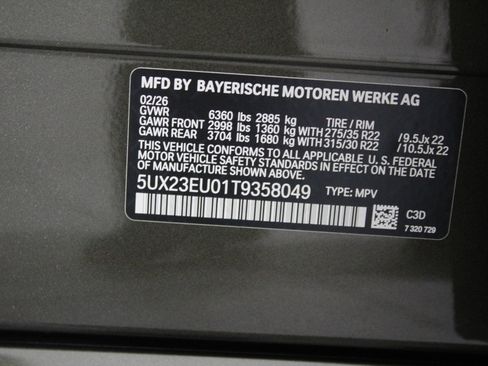 MFD BY BAYERISCHE MOTOREN WERKE AG
02/26
GVWR 6360 lbs 2885 kg TIRE / RIM
GAWR FRONT 2998 lbs 1360 kg WITH 275/35 R22 /9.5Jx 22
GAWR REAR 3704 lbs 1680 kg WITH 315/30 R22 /10.5Jx 22
THIS VEHICLE CONFORMS TO ALL APPLICABLE U.S. FEDERAL
MOTOR VEHICLE SAFETY STANDARDS IN EFFECT ON THE
DATE OF MANUFACTURE SHOWN ABOVE.
5UX23EU01T9358049 TYPE: MPV
C3D
7 320 729